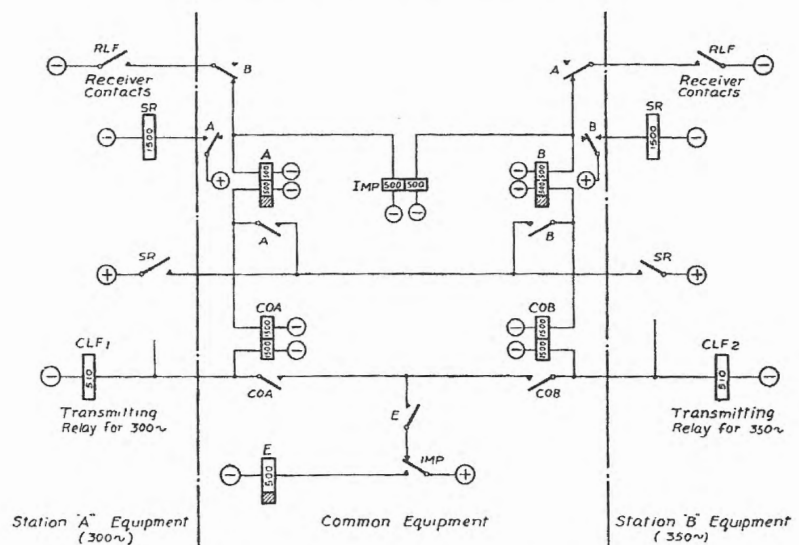 RLF
B
Receiver
Contacts
A
RLF
Receiver
Contacts
SR
1500
A
A
500
500
IMP
500 500
B
500
500
B
SR
1500
A
B
SR
SR
COA
1500
1500
COB
1500
1500
CLF1
510
CLF2
510
COA
COB
Transmitting
Relay for 300~
Transmitting
Relay for 350~
E
E
500
IMP
Station "A" Equipment
(300~)
Common Equipment
Station "B" Equipment
(350~)